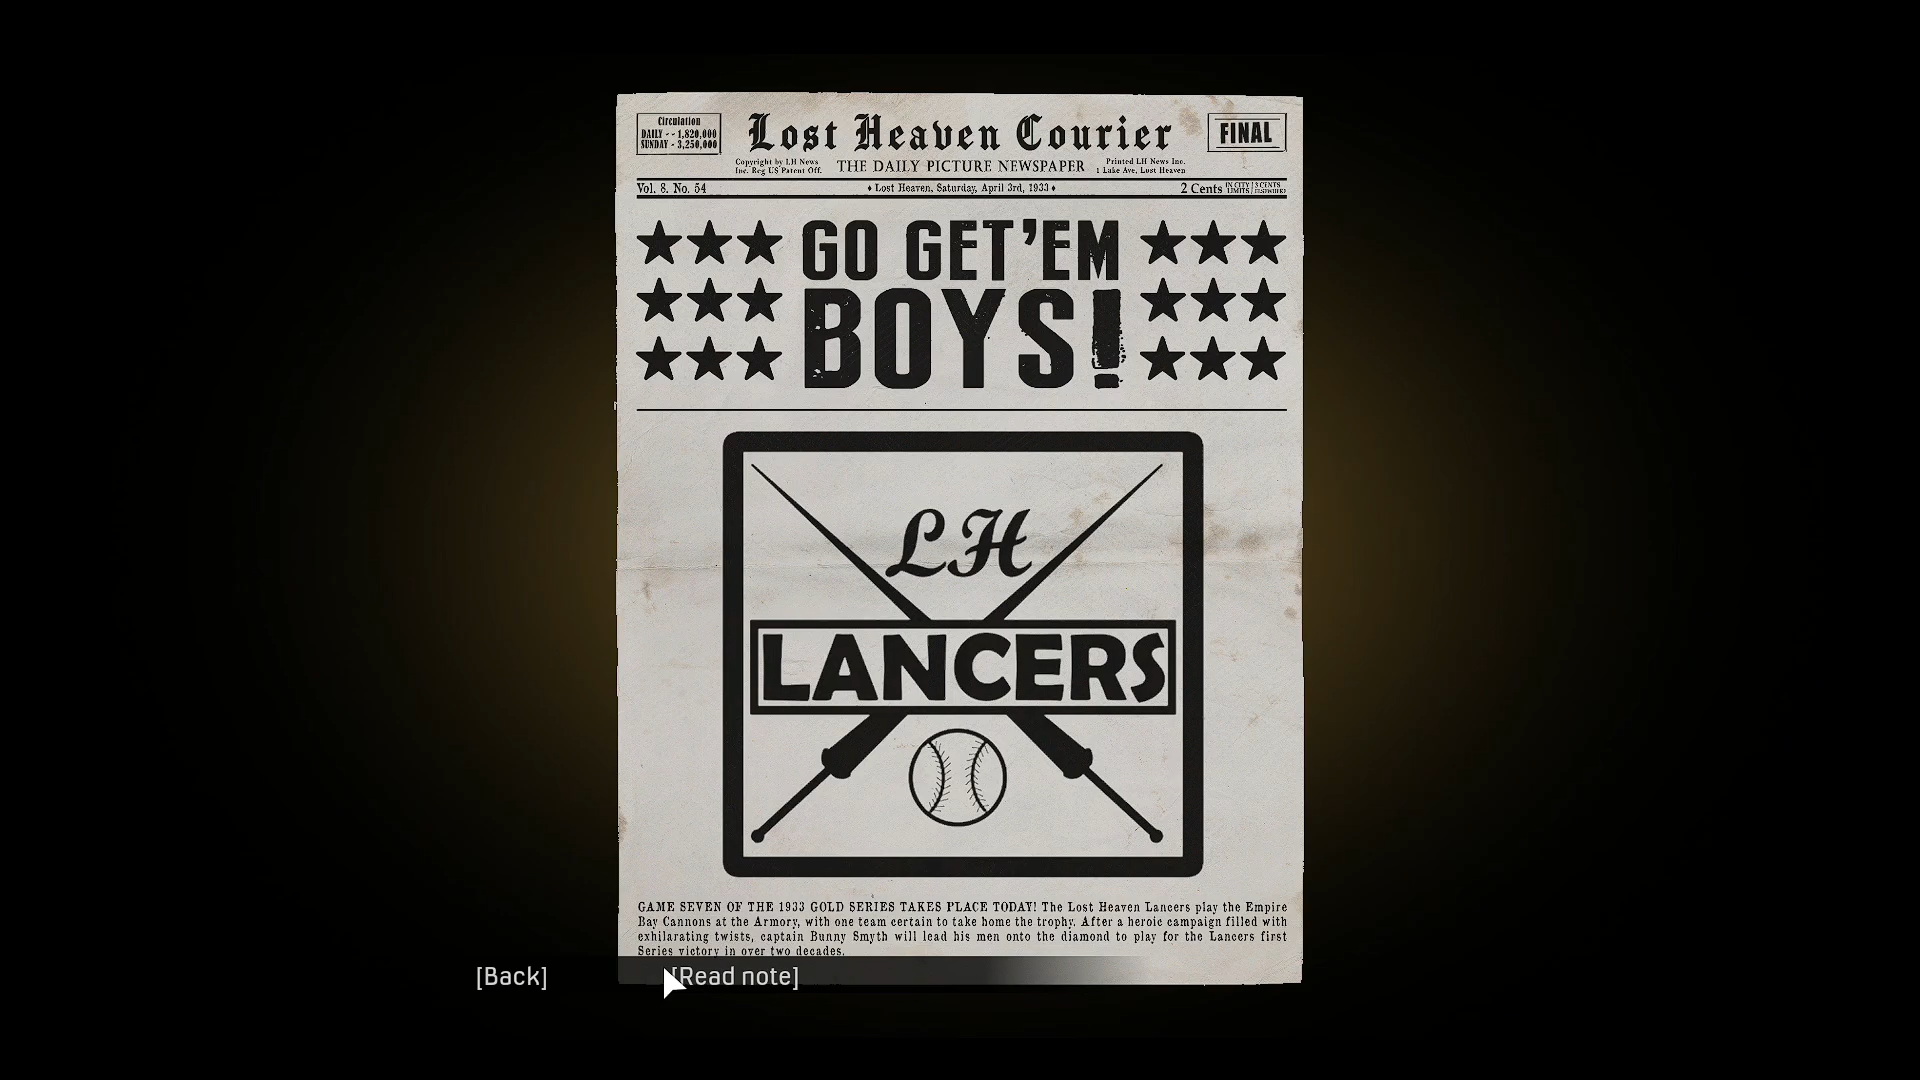 Circulation
DAILY - - 1,820,000
SUNDAY - 3,250,000
Lost Heaven Courier
FINAL
Copyright by LH News
Inc. Reg US Patent Off.
THE DAILY PICTURE NEWSPAPER
Printed LH News Inc.
1 Lake Ave, Lost Heaven
Vol. 8. No. 54
♦ Lost Heaven, Saturday, April 3rd, 1933 ♦
2 Cents IN CITY LIMITS | 3 CENTS ELSEWHERE
GO GET'EM
BOYS!
LH
LANCERS
GAME SEVEN OF THE 1933 GOLD SERIES TAKES PLACE TODAY! The Lost Heaven Lancers play the Empire
Bay Cannons at the Armory, with one team certain to take home the trophy. After a heroic campaign filled with
exhilarating twists, captain Bunny Smyth will lead his men onto the diamond to play for the Lancers first
Series victory in over two decades.
[Back]
[Read note]